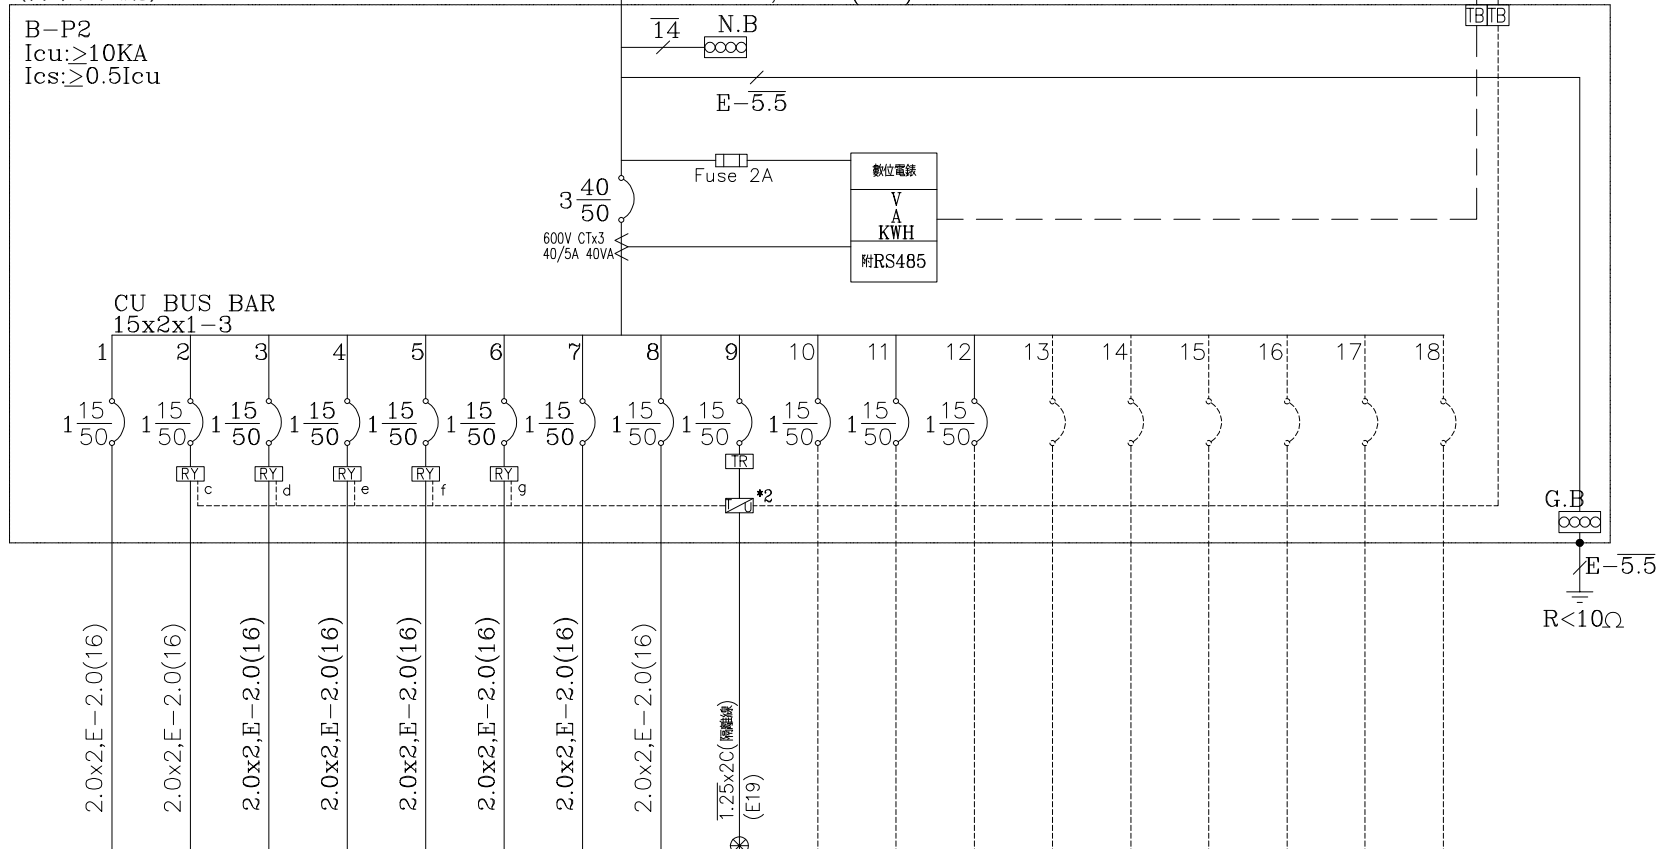 TB TB
B-P2
Icu:≥10KA
Ics:≥0.5Icu
14
N.B
E-5.5
Fuse 2A
數位電錶
V
A
KWH
附RS485
3 40/50
600V CTx3
40/5A 40VA
CU BUS BAR
15x2x1-3
1 2 3 4 5 6 7 8 9 10 11 12 13 14 15 16 17 18
1 15/50 1 15/50 1 15/50 1 15/50 1 15/50 1 15/50 15/50 1 15/50 1 15/50 1 15/50 1 15/50 1 15/50
RY RY RY RY RY TR
c d e f g
T/U *2
G.B
E-5.5
R<10Ω
2.0x2,E-2.0(16)
2.0x2,E-2.0(16)
2.0x2,E-2.0(16)
2.0x2,E-2.0(16)
2.0x2,E-2.0(16)
2.0x2,E-2.0(16)
2.0x2,E-2.0(16)
2.0x2,E-2.0(16)
1.25x2C(隔離線)
(E19)